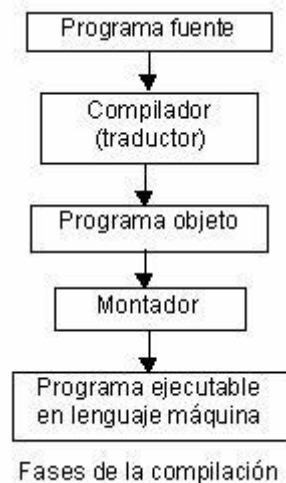 Programa fuente
Compilador
(traductor)
Programa objeto
Montador
Programa ejecutable
en lenguaje máquina
Fases de la compilación